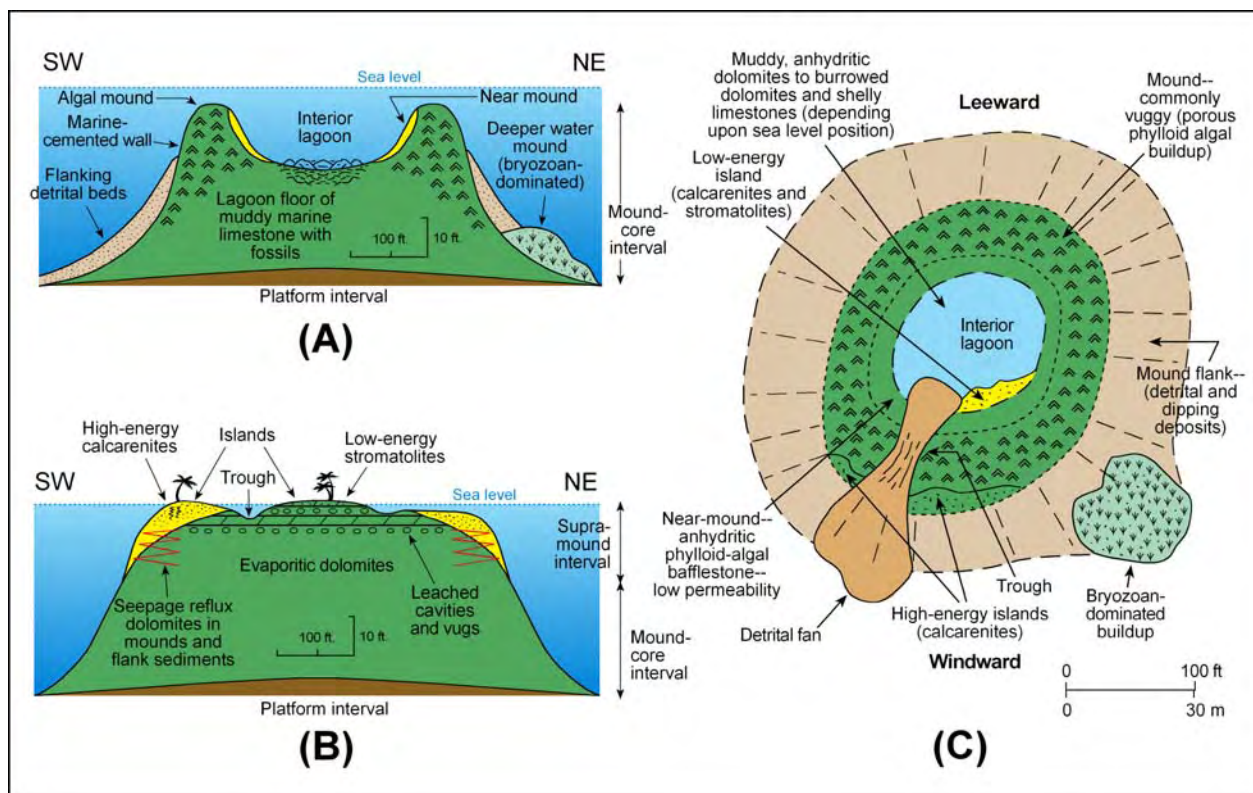 SW
NE
Sea level
Algal mound
Marine-
cemented wall
Flanking
detrital beds
Interior
lagoon
Near mound
Deeper water
mound
(bryozoan-
dominated)
Lagoon floor of
muddy marine
limestone with
fossils
100 ft.
10 ft.
Mound-
core
interval
Platform interval
(A)
High-energy
calcarenites
Islands
Trough
Low-energy
stromatolites
SW
NE
Sea level
Supra-
mound
interval
Evaporitic dolomites
Seepage reflux
dolomites in
mounds and
flank sediments
Leached
cavities
and vugs
100 ft.
10 ft.
Mound-
core
interval
Platform interval
(B)
Muddy, anhydritic
dolomites to burrowed
dolomites and shelly
limestones (depending
upon sea level position)
Low-energy
island
(calcarenites and
stromatolites)
Leeward
Mound--
commonly
vuggy (porous
phylloid algal
buildup)
Interior
lagoon
Mound flank--
(detrital and
dipping
deposits)
Near-mound--
anhydritic
phylloid-algal
bafflestone--
low permeability
Detrital fan
Trough
High-energy islands
(calcarenites)
Windward
Bryozoan-
dominated
buildup
0
100 ft
0
30 m
(C)